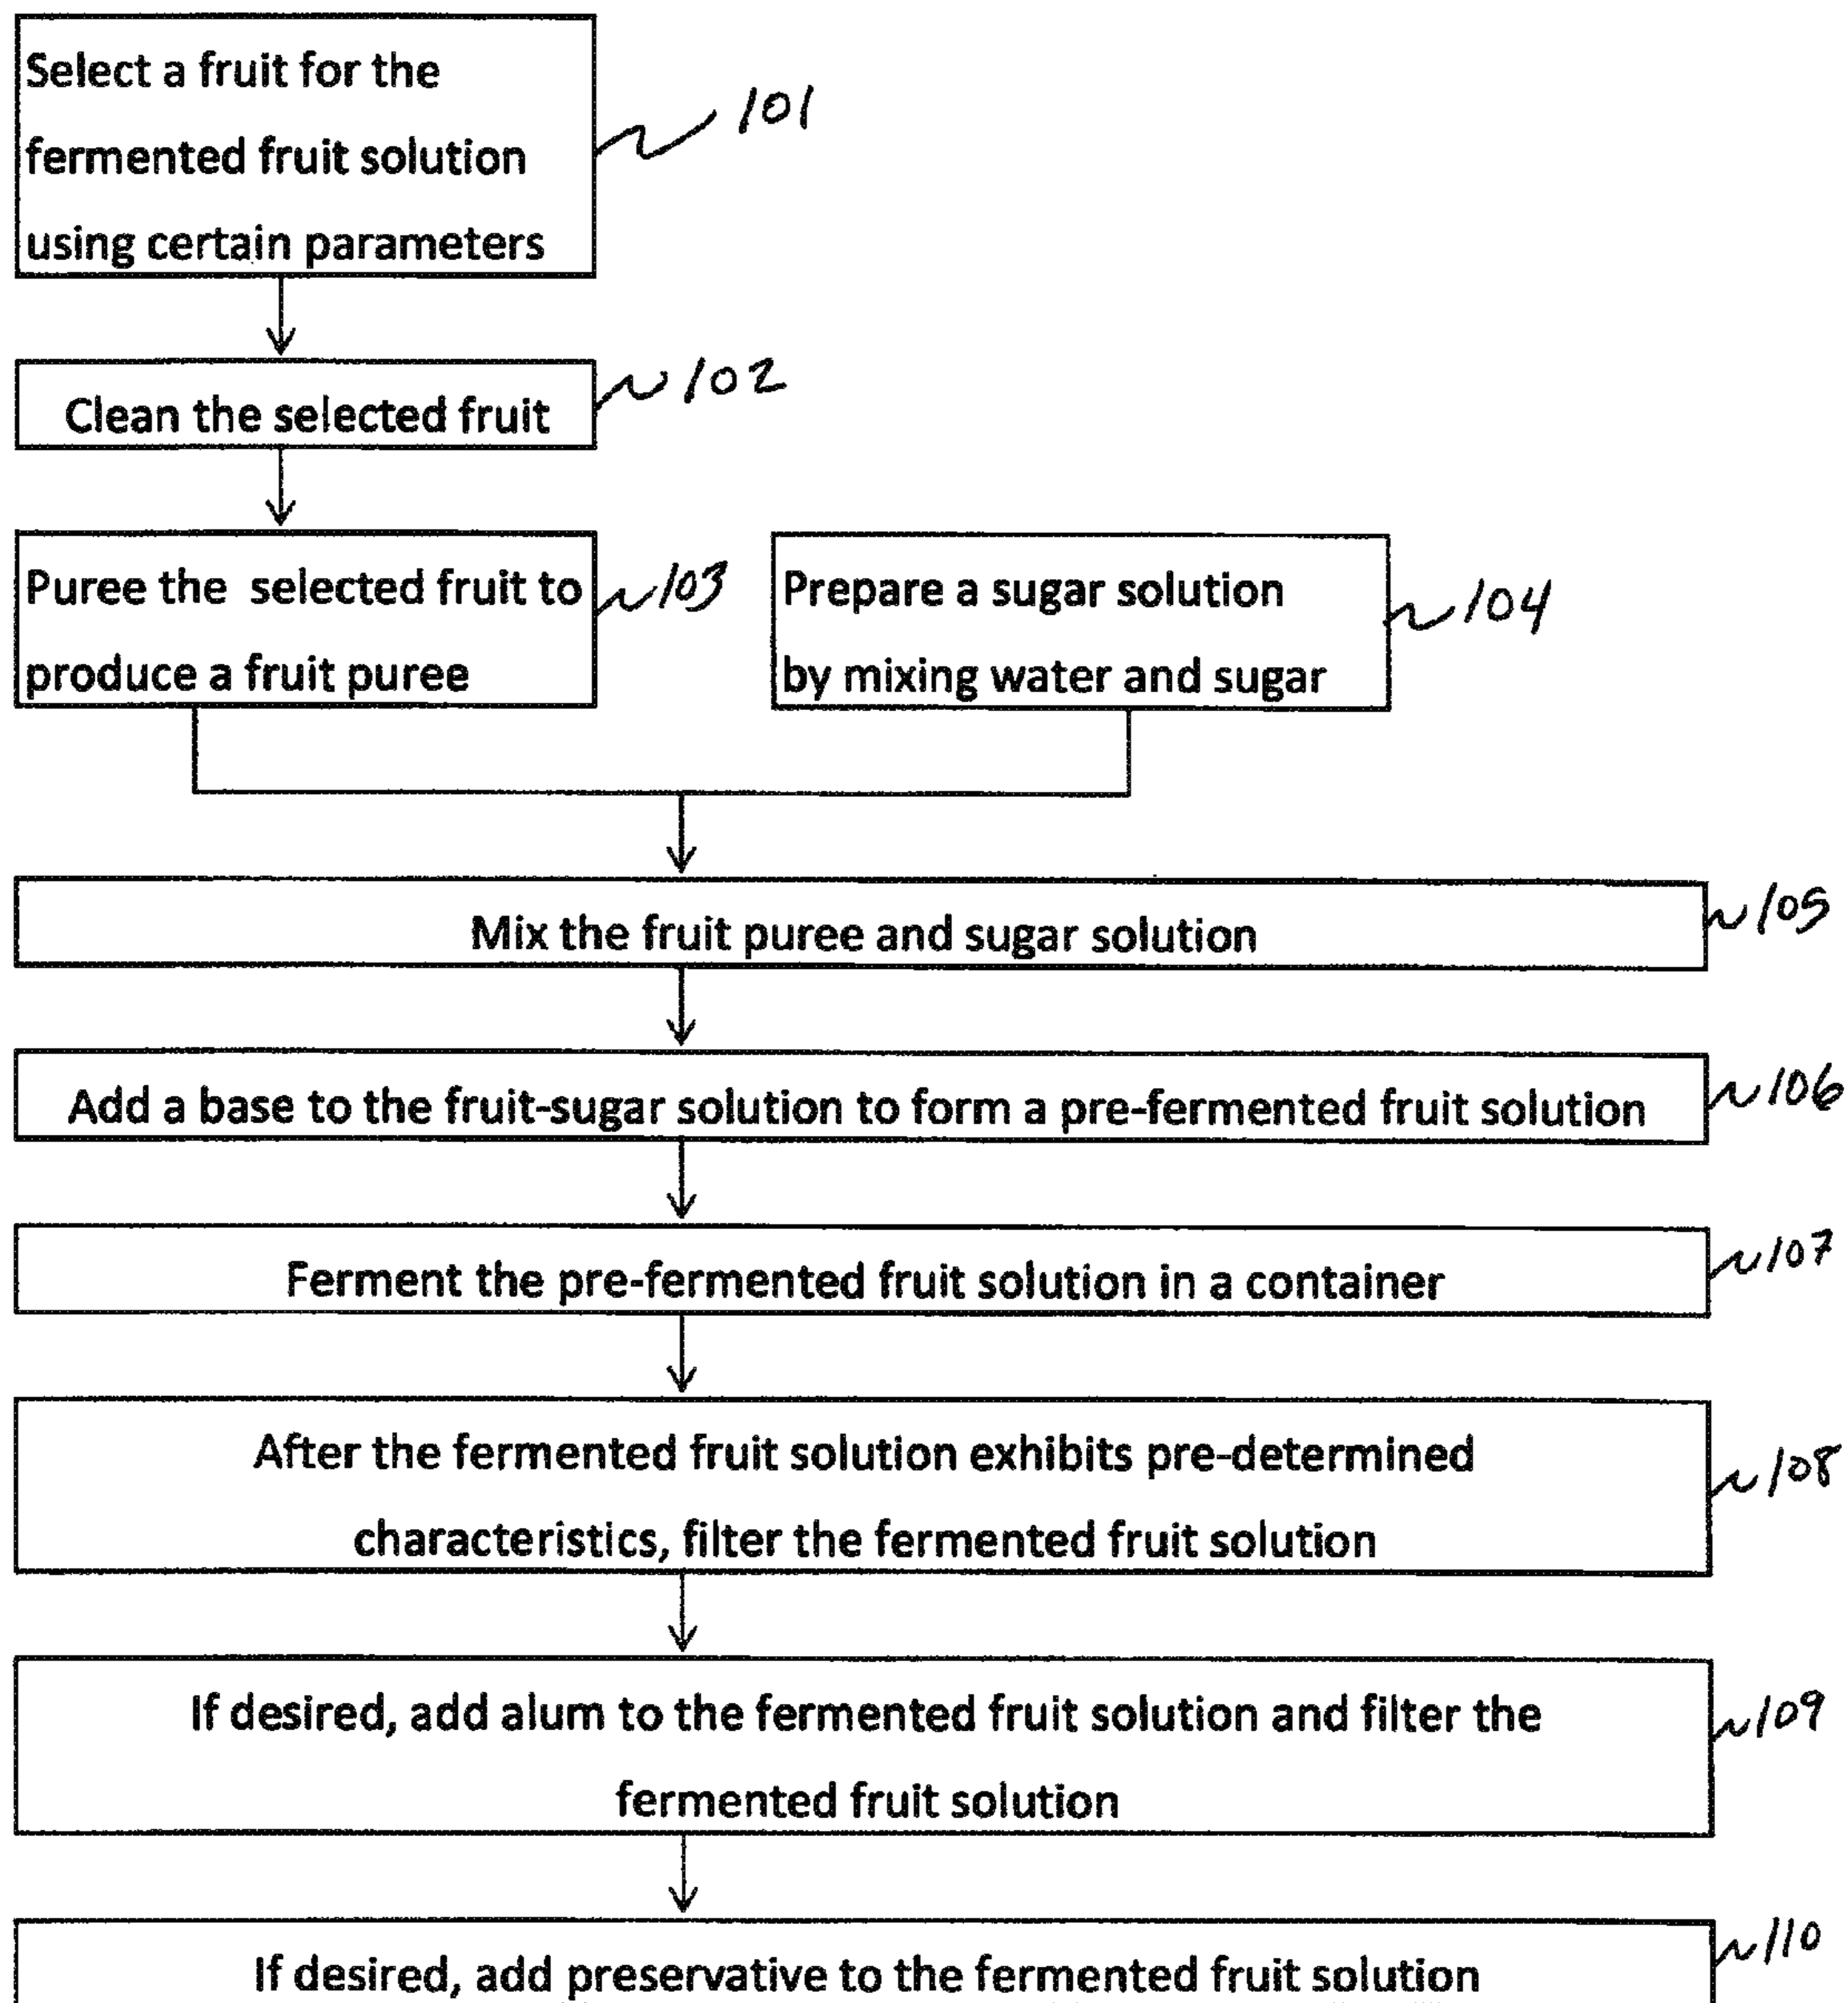 Select a fruit for the
fermented fruit solution
using certain parameters
101
Clean the selected fruit
102
Puree the selected fruit to
produce a fruit puree
103
Prepare a sugar solution
by mixing water and sugar
104
Mix the fruit puree and sugar solution
105
Add a base to the fruit-sugar solution to form a pre-fermented fruit solution
106
Ferment the pre-fermented fruit solution in a container
107
After the fermented fruit solution exhibits pre-determined
characteristics, filter the fermented fruit solution
108
If desired, add alum to the fermented fruit solution and filter the
fermented fruit solution
109
If desired, add preservative to the fermented fruit solution
110